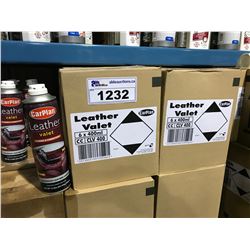 1232
Leather
Valet
6 x 400ml
CC CLV 400
CarPlan
Leather
Valet
6 x 400ml
CC CLV 400
CarPlan
CarPlan
Leather
valet